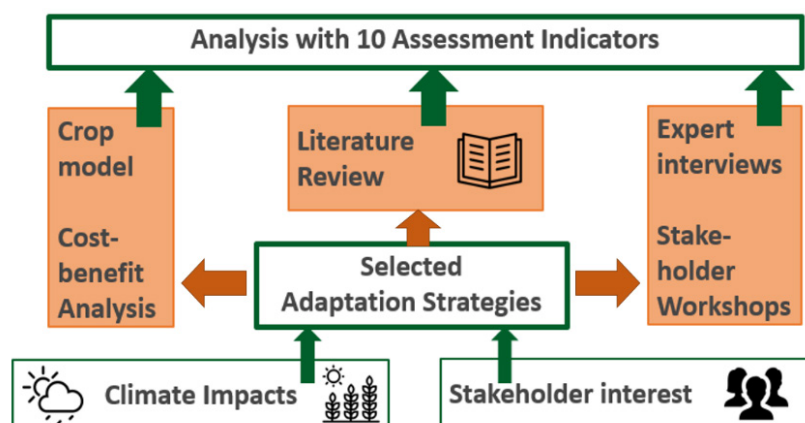 Analysis with 10 Assessment Indicators
Crop
model
Cost-
benefit
Analysis
Literature
Review
Expert
interviews
Stake-
holder
Workshops
Selected
Adaptation Strategies
Climate Impacts
Stakeholder interest